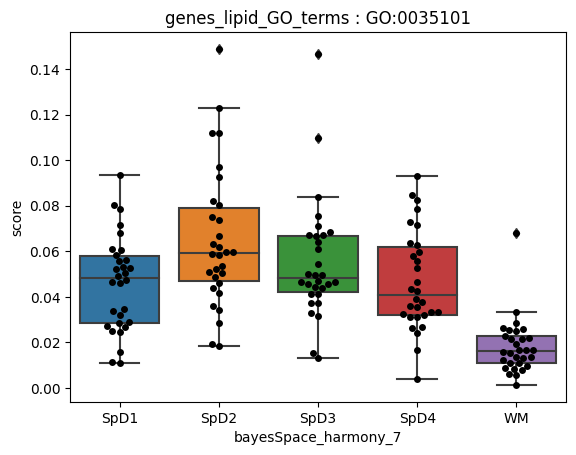 genes_lipid_GO_terms : GO:0035101
score
0.14
0.12
0.10
0.08
0.06
0.04
0.02
0.00
SpD1 SpD2 SpD3 SpD4 WM
bayesSpace_harmony_7